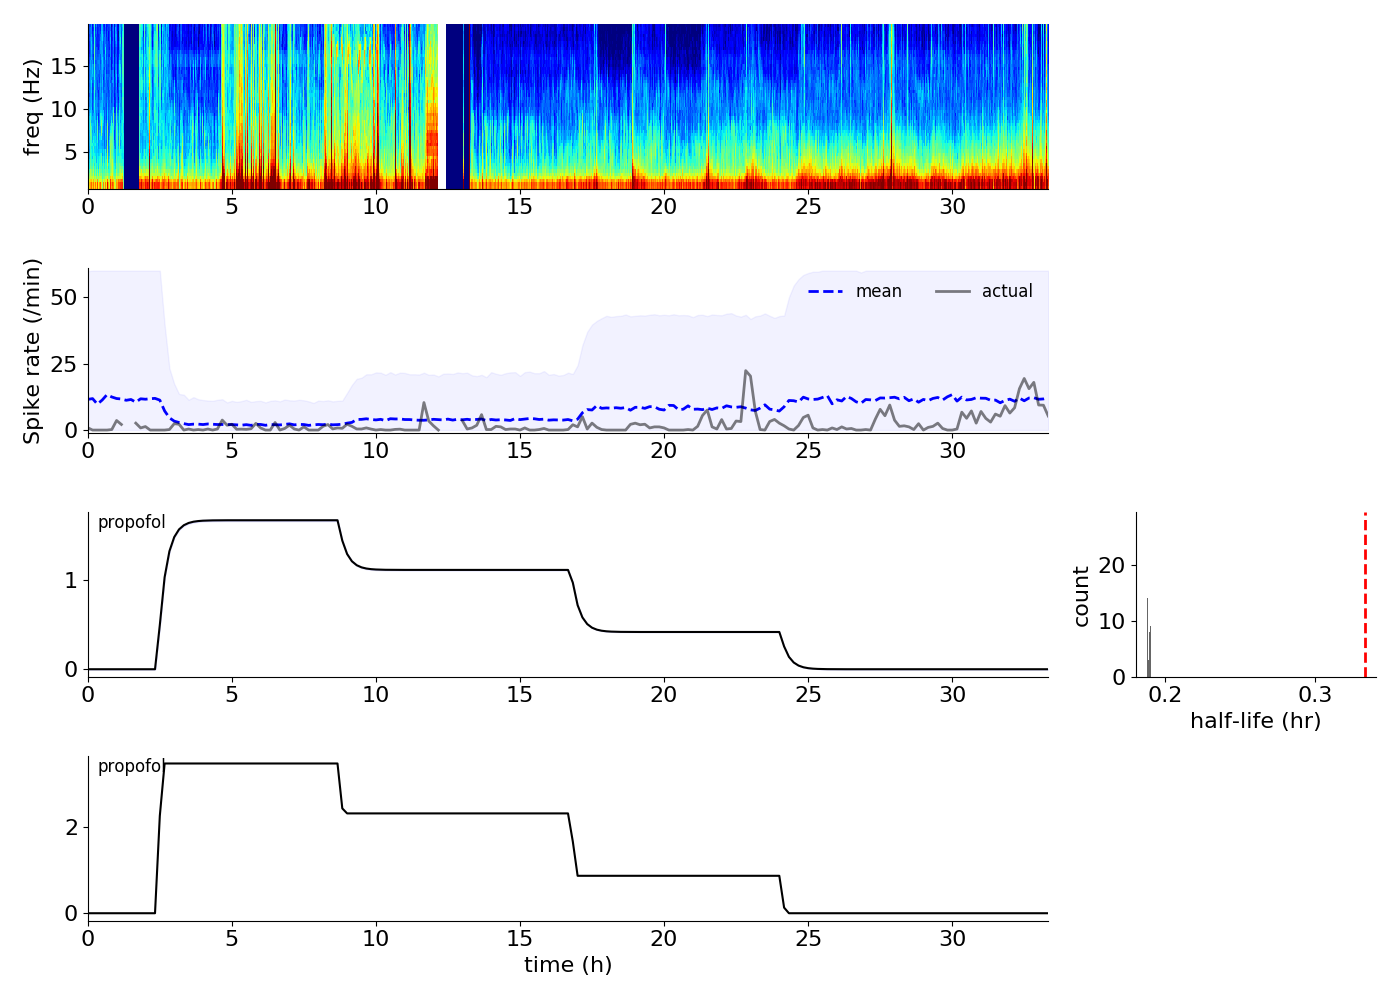 freq (Hz)
15
10
5
0 5 10 15 20 25 30
Spike rate (/min)
50
25
0
mean actual
0 5 10 15 20 25 30
propofol
1
0
0 5 10 15 20 25 30
count
20
10
0
0.2 0.3
half-life (hr)
propofol
2
0
0 5 10 15 20 25 30
time (h)